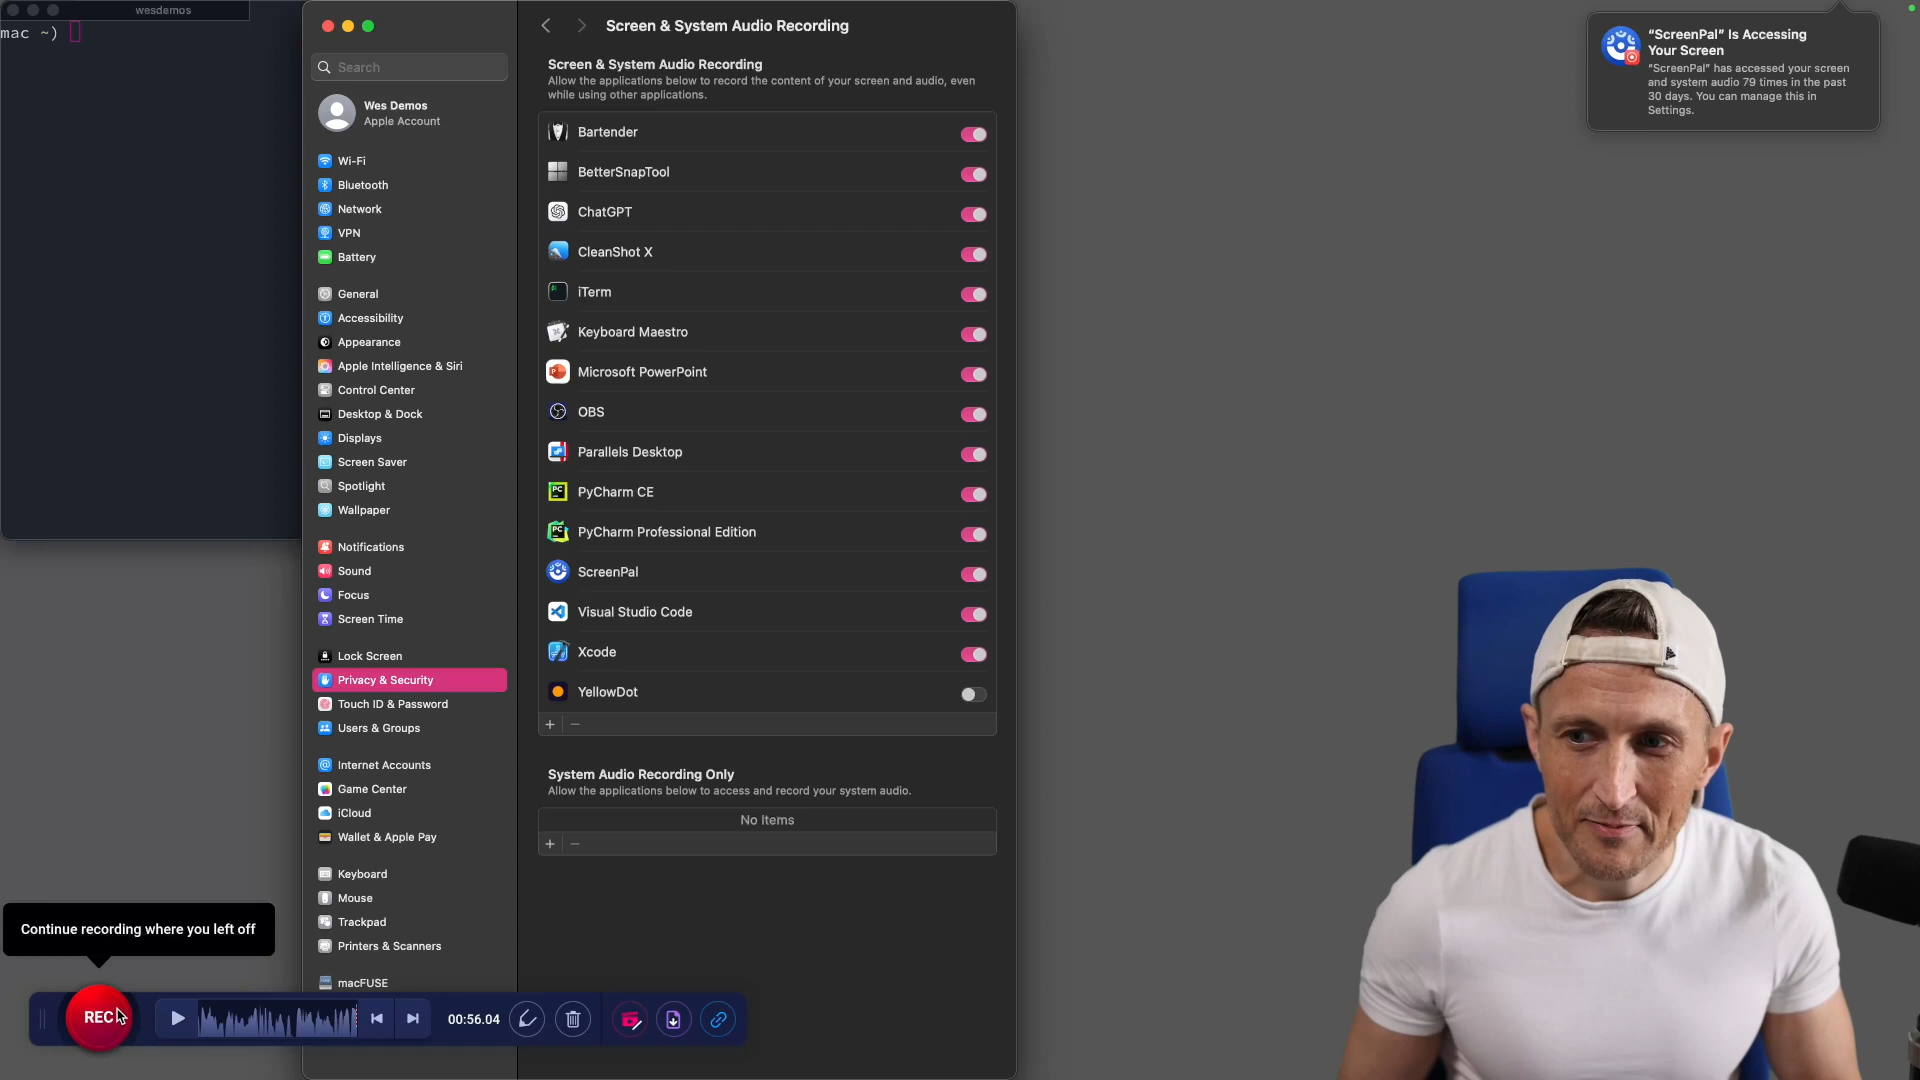 wesdemos
mac ~)
Search
Wes Demos
Apple Account
Wi-Fi
Bluetooth
Network
VPN
Battery
General
Accessibility
Appearance
Apple Intelligence & Siri
Control Center
Desktop & Dock
Displays
Screen Saver
Spotlight
Wallpaper
Notifications
Sound
Focus
Screen Time
Lock Screen
Privacy & Security
Touch ID & Password
Users & Groups
Internet Accounts
Game Center
iCloud
Wallet & Apple Pay
Keyboard
Mouse
Trackpad
Printers & Scanners
macFUSE
Screen & System Audio Recording
Screen & System Audio Recording
Allow the applications below to record the content of your screen and audio, even
while using other applications.
Bartender
BetterSnapTool
ChatGPT
CleanShot X
iTerm
Keyboard Maestro
Microsoft PowerPoint
OBS
Parallels Desktop
PyCharm CE
PyCharm Professional Edition
ScreenPal
Visual Studio Code
Xcode
YellowDot
System Audio Recording Only
Allow the applications below to access and record your system audio.
No Items
“ScreenPal” Is Accessing
Your Screen
“ScreenPal” has accessed your screen
and system audio 79 times in the past
30 days. You can manage this in
Settings.
Continue recording where you left off
REC
00:56.04